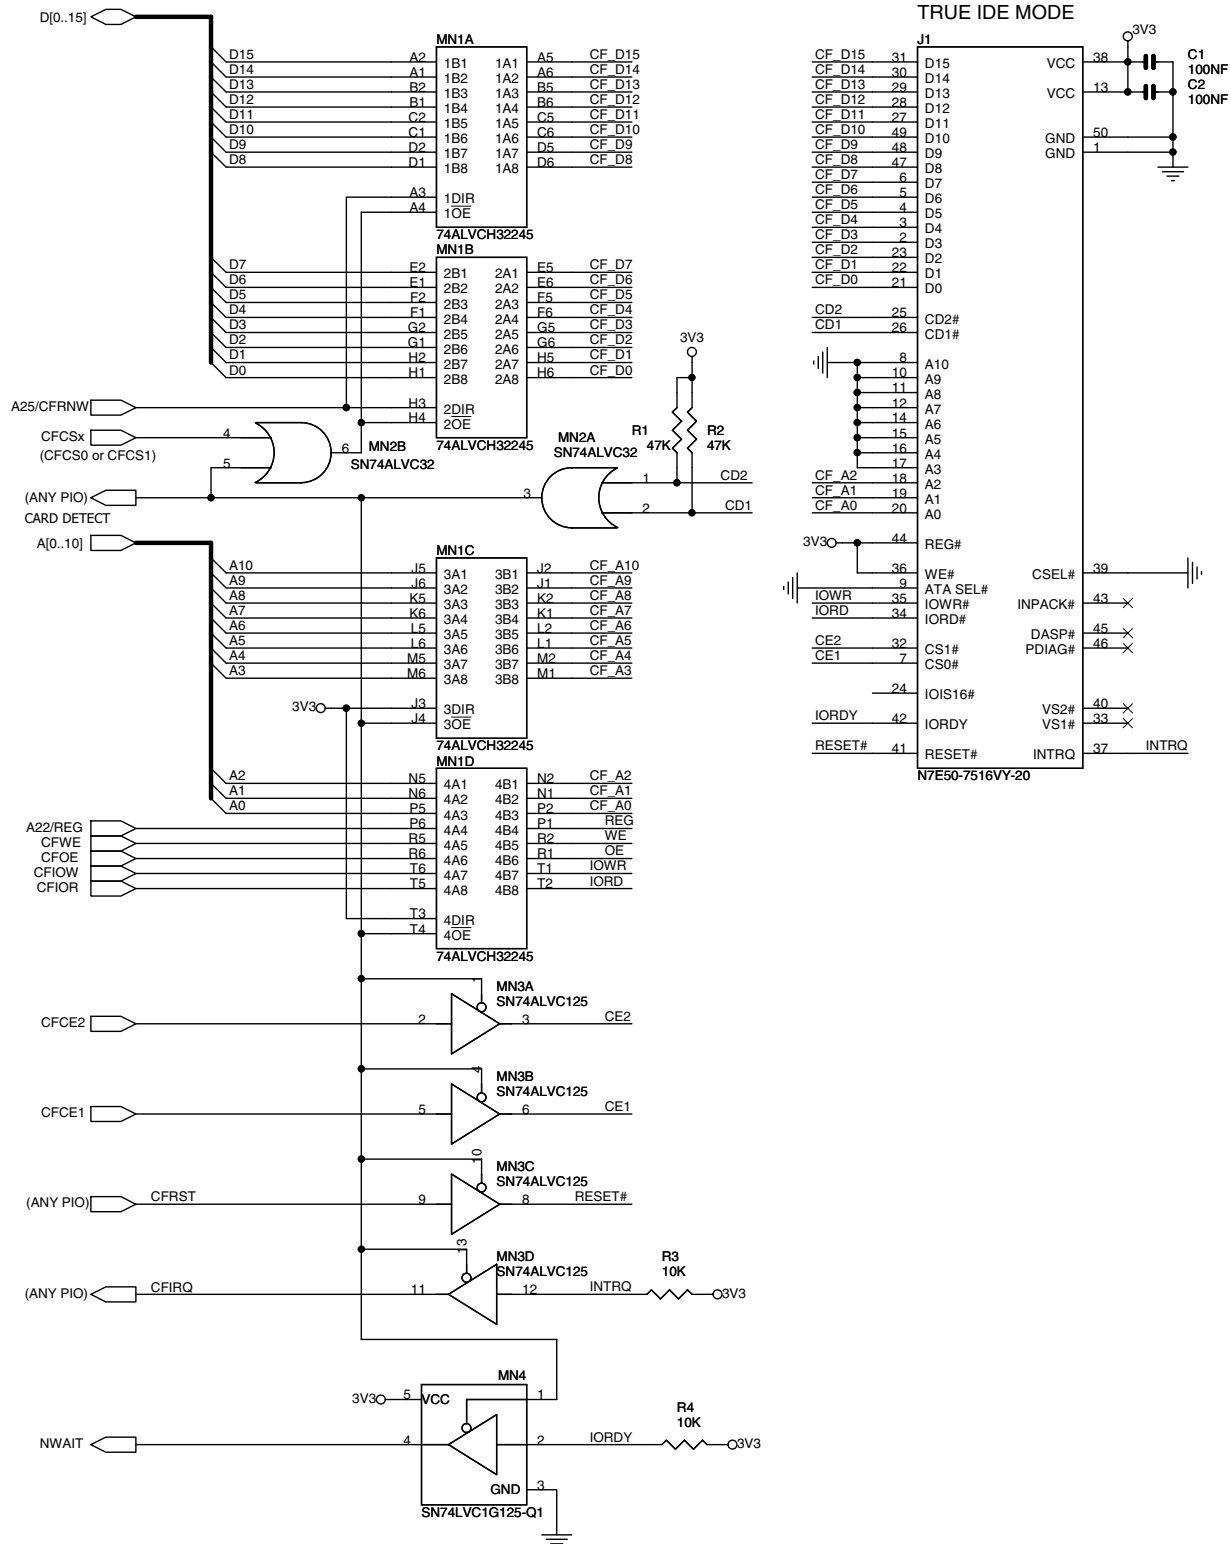 TRUE IDE MODE
D[0..15]
MN1A
D15 A2 1B1 1A1 A5 CF_D15
D14 A1 1B2 1A2 A6 CF_D14
D13 B2 1B3 1A3 B5 CF_D13
D12 B1 1B4 1A4 B6 CF_D12
D11 C2 1B5 1A5 C5 CF_D11
D10 C1 1B6 1A6 C6 CF_D10
D9 D2 1B7 1A7 D5 CF_D9
D8 D1 1B8 1A8 D6 CF_D8
A3 1DIR
A4 1OE
74ALVCH32245
MN1B
D7 E2 2B1 2A1 E5 CF_D7
D6 E1 2B2 2A2 E6 CF_D6
D5 F2 2B3 2A3 F5 CF_D5
D4 F1 2B4 2A4 F6 CF_D4
D3 G2 2B5 2A5 G5 CF_D3
D2 G1 2B6 2A6 G6 CF_D2
D1 H2 2B7 2A7 H5 CF_D1
D0 H1 2B8 2A8 H6 CF_D0
A25/CFRNW H3 2DIR
H4 2OE
74ALVCH32245
CFCSx 4
(CFCS0 or CFCS1)
5 6 MN2B
SN74ALVC32
3V3
R1 47K
R2 47K
MN2A
SN74ALVC32
1 CD2
2 CD1
3
(ANY PIO)
CARD DETECT
A[0..10]
MN1C
A10 J5 3A1 3B1 J2 CF_A10
A9 J6 3A2 3B2 J1 CF_A9
A8 K5 3A3 3B3 K2 CF_A8
A7 K6 3A4 3B4 K1 CF_A7
A6 L5 3A5 3B5 L2 CF_A6
A5 L6 3A6 3B6 L1 CF_A5
A4 M5 3A7 3B7 M2 CF_A4
A3 M6 3A8 3B8 M1 CF_A3
3V3 J3 3DIR
J4 3OE
74ALVCH32245
MN1D
A2 N5 4A1 4B1 N2 CF_A2
A1 N6 4A2 4B2 N1 CF_A1
A0 P5 4A3 4B3 P2 CF_A0
A22/REG P6 4A4 4B4 P1 REG
CFWE R5 4A5 4B5 R2 WE
CFOE R6 4A6 4B6 R1 OE
CFIOW T6 4A7 4B7 T1 IOWR
CFIOR T5 4A8 4B8 T2 IORD
T3 4DIR
T4 4OE
74ALVCH32245
1 MN3A
SN74ALVC125
CFCE2 2 3 CE2
4 MN3B
SN74ALVC125
CFCE1 5 6 CE1
10 MN3C
SN74ALVC125
(ANY PIO) CFRST 9 8 RESET#
13 MN3D
SN74ALVC125
(ANY PIO) CFIRQ 11 12 INTRQ R3 10K 3V3
MN4
3V3 5 VCC 1
NWAIT 4 2 IORDY R4 10K 3V3
GND 3
SN74LVC1G125-Q1
J1
3V3
CF_D15 31 D15
CF_D14 30 D14
CF_D13 29 D13
CF_D12 28 D12
CF_D11 27 D11
CF_D10 49 D10
CF_D9 48 D9
CF_D8 47 D8
CF_D7 6 D7
CF_D6 5 D6
CF_D5 4 D5
CF_D4 3 D4
CF_D3 2 D3
CF_D2 23 D2
CF_D1 22 D1
CF_D0 21 D0
CD2 25 CD2#
CD1 26 CD1#
8 A10
10 A9
11 A8
12 A7
14 A6
15 A5
16 A4
17 A3
CF_A2 18 A2
CF_A1 19 A1
CF_A0 20 A0
3V3 44 REG#
36 WE#
9 ATA SEL#
IOWR 35 IOWR#
IORD 34 IORD#
CE2 32 CS1#
CE1 7 CS0#
24 IOIS16#
IORDY 42 IORDY
RESET# 41 RESET#
VCC 38
VCC 13
C1
100NF
C2
100NF
GND 50
GND 1
CSEL# 39
INPACK# 43
DASP# 45
PDIAG# 46
VS2# 40
VS1# 33
INTRQ 37 INTRQ
N7E50-7516VY-20